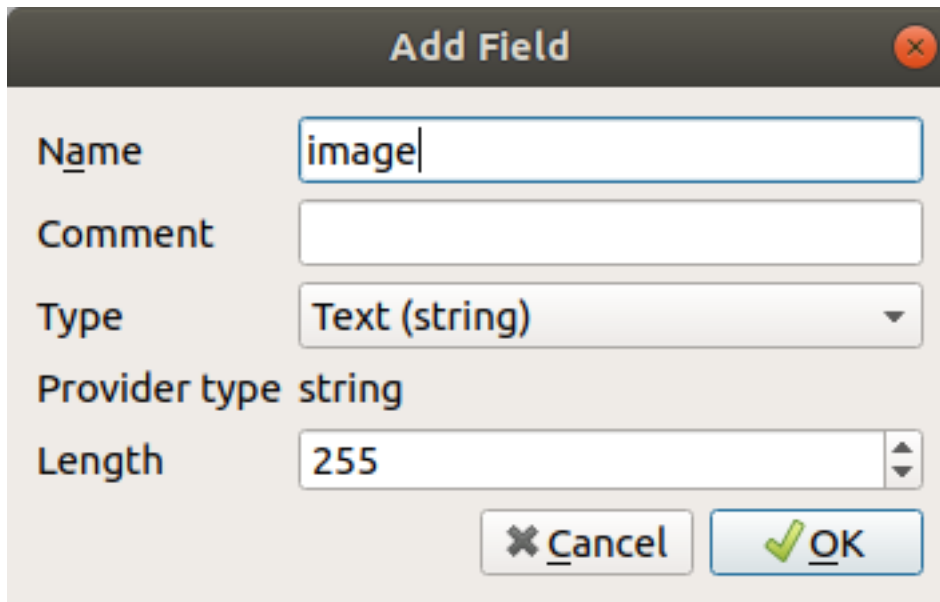 Add Field
Name image
Comment
Type Text (string)
Provider type string
Length 255
Cancel OK